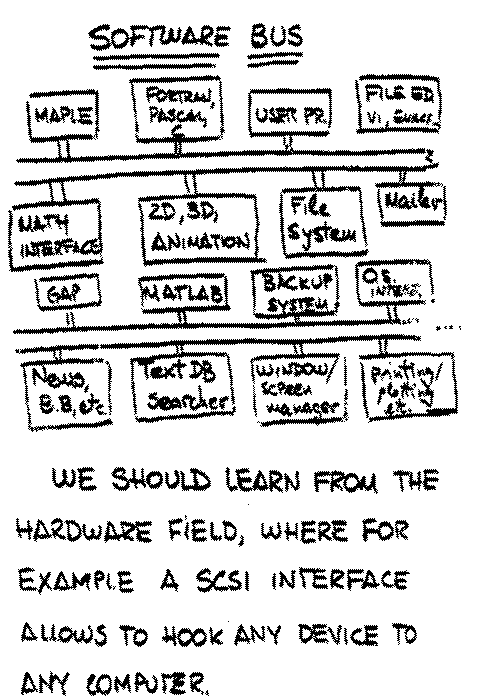 SOFTWARE BUS
MAPLE
FORTRAN,
PASCAL,
C
USER PR.
FILE ED
VI, EMACS,
MATH
INTERFACE
2D, 3D,
ANIMATION
File
System
Mailer
GAP
MATLAB
BACKUP
SYSTEM
O.S.
INTERF.
News,
B.B, etc
Text DB
Searcher
WINDOW/
SCREEN
manager
printing/
plotting
etc.
WE SHOULD LEARN FROM THE
HARDWARE FIELD, WHERE FOR
EXAMPLE A SCSI INTERFACE
ALLOWS TO HOOK ANY DEVICE TO
ANY COMPUTER.